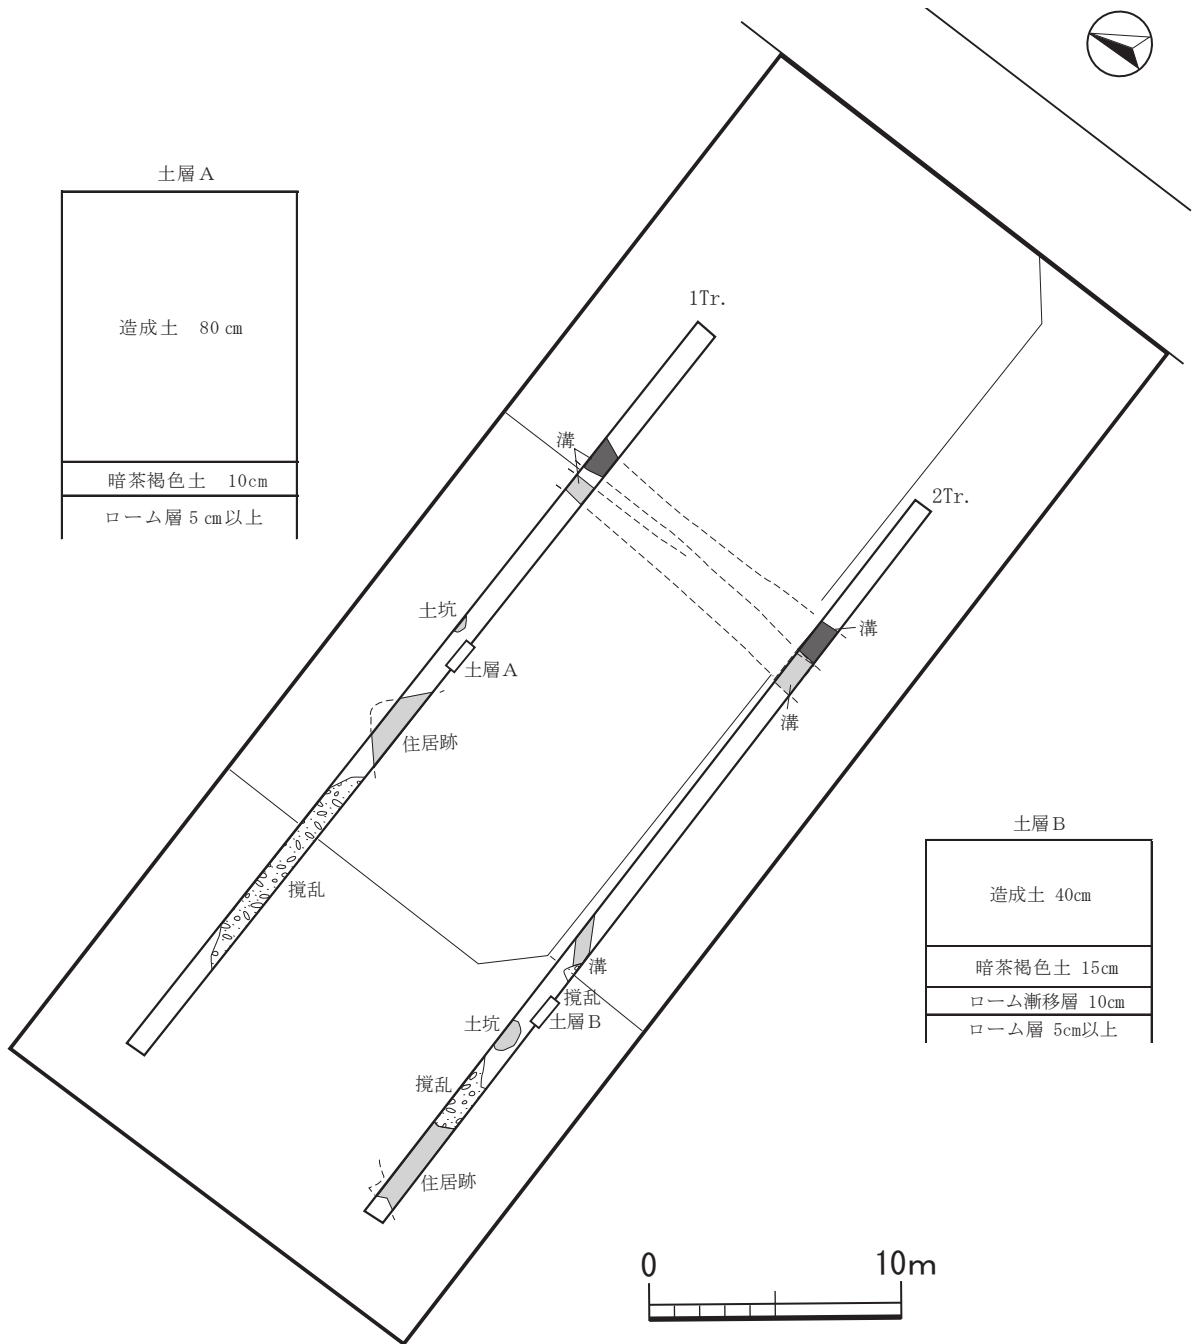 土層A
造成土 80㎝
暗茶褐色土 10cm
ローム層 5㎝以上
1Tr.
溝
2Tr.
土坑
溝
土層A
溝
住居跡
土層B
造成土 40cm
攪乱
溝
暗茶褐色土 15cm
攪乱
ローム漸移層 10cm
土坑
土層B
ローム層 5cm以上
攪乱
住居跡
0 10m